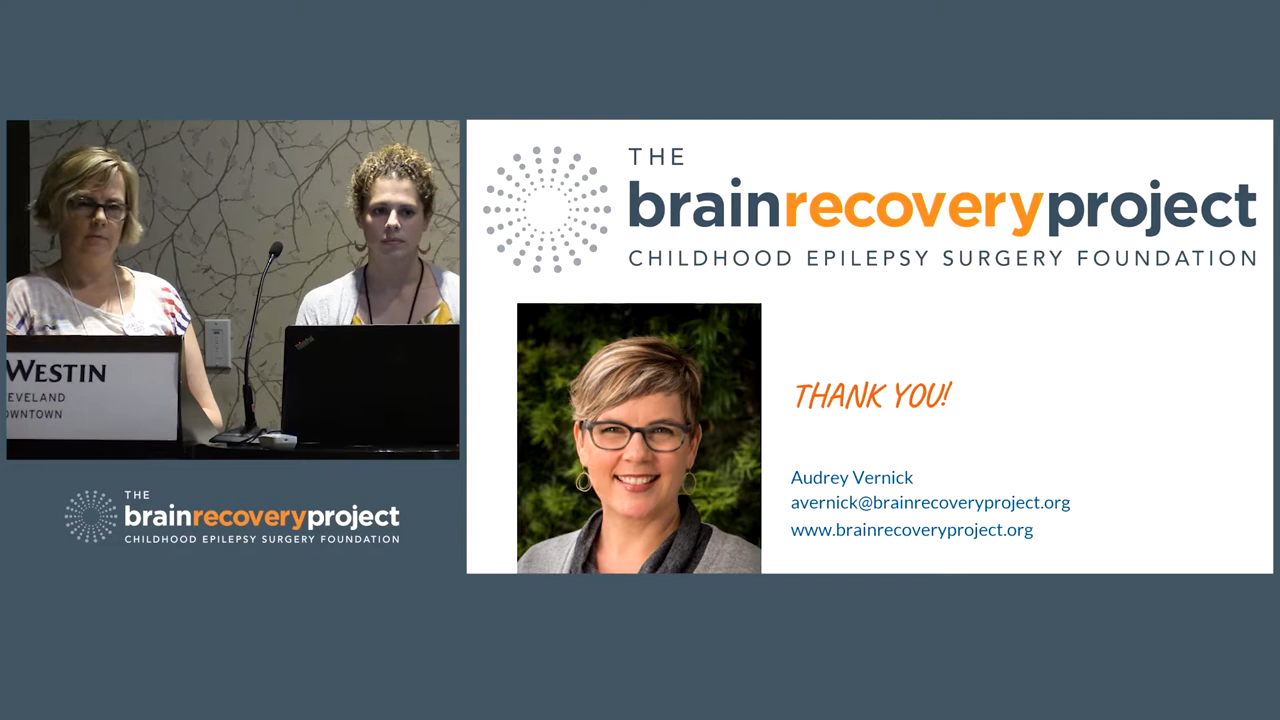 WESTIN
EVELAND
OWNTOWN
THE
brainrecoveryproject
CHILDHOOD EPILEPSY SURGERY FOUNDATION
THE
brainrecoveryproject
CHILDHOOD EPILEPSY SURGERY FOUNDATION
THANK YOU!
Audrey Vernick
avernick@brainrecoveryproject.org
www.brainrecoveryproject.org